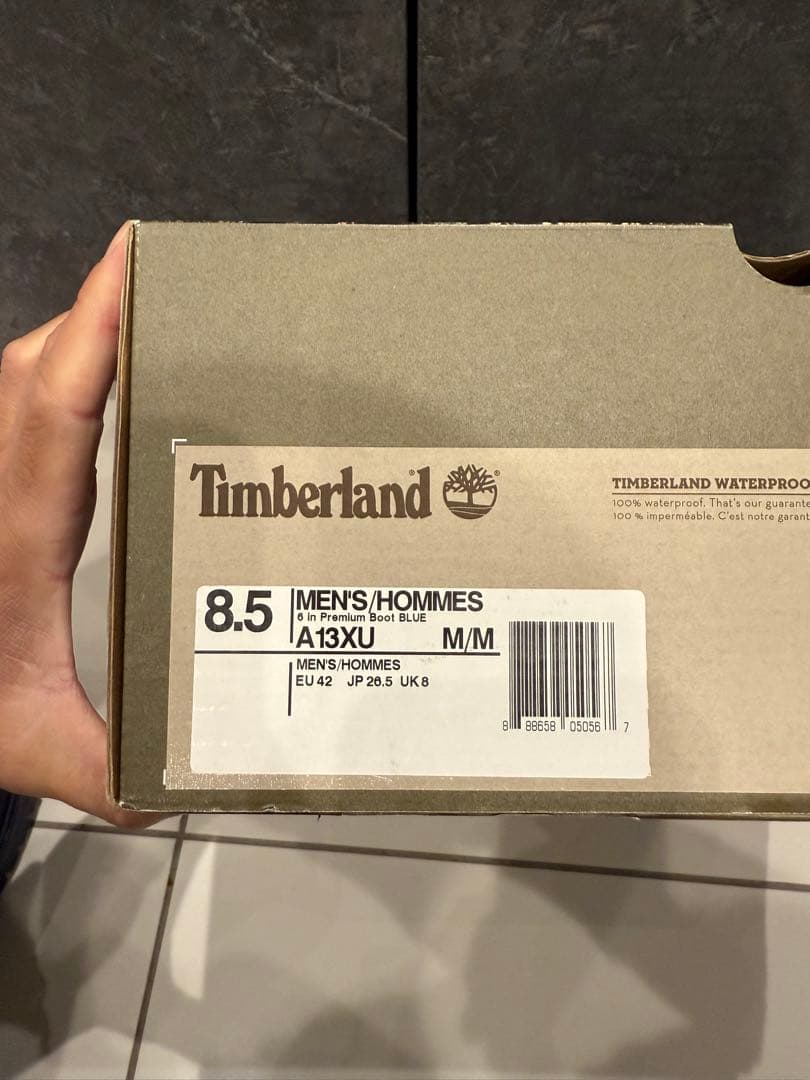 Timberland®
TIMBERLAND WATERPROO
100% waterproof. That's our guarante
100 % imperméable. C'est notre garant
8.5
MEN'S/HOMMES
6 in Premium Boot BLUE
A13XU M/M
MEN'S/HOMMES
EU 42 JP 26.5 UK 8
8 88658 05056 7